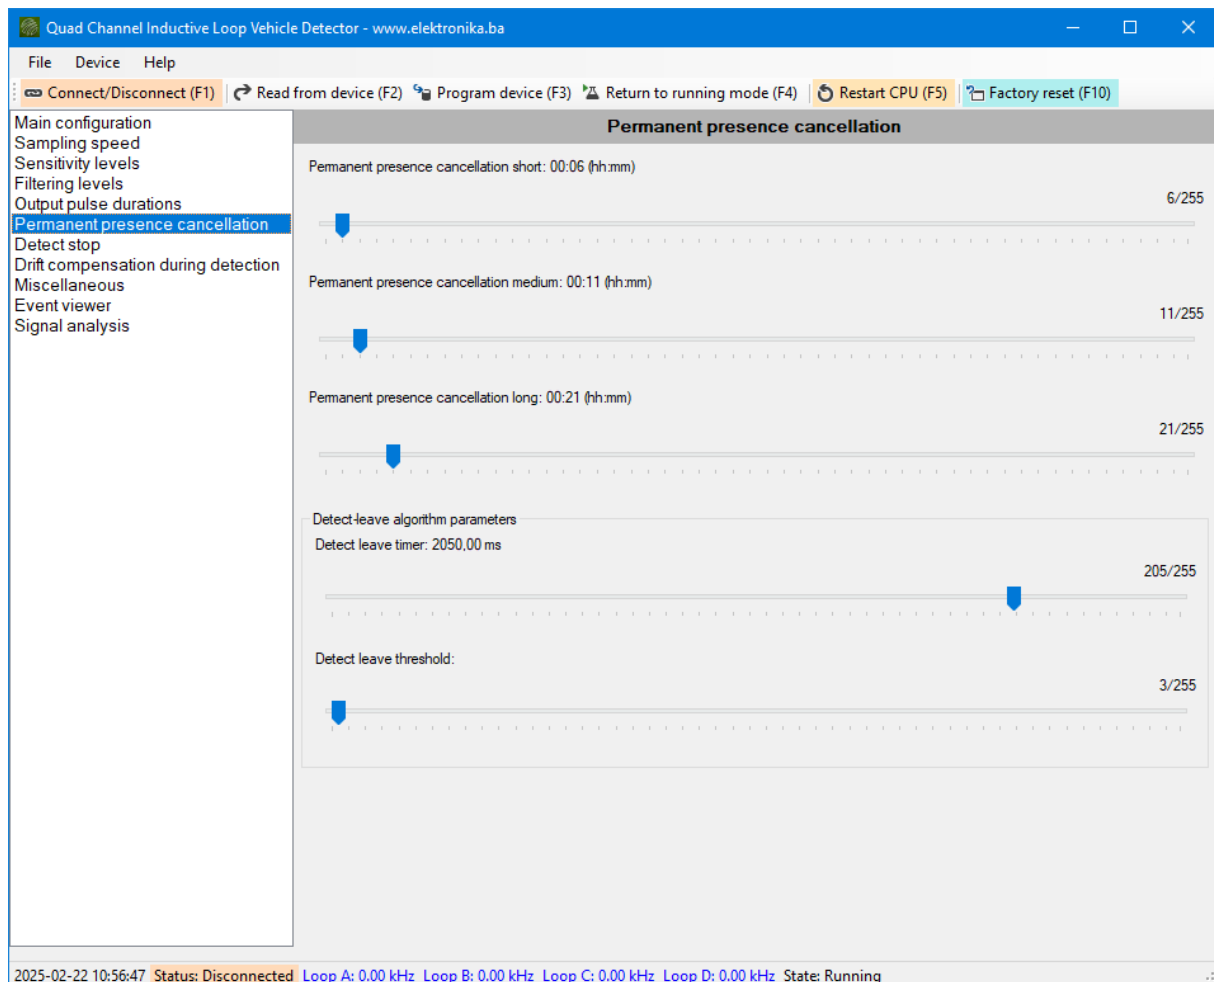 Quad Channel Inductive Loop Vehicle Detector - www.elektronika.ba
File Device Help
Connect/Disconnect (F1) Read from device (F2) Program device (F3) Return to running mode (F4) Restart CPU (F5) Factory reset (F10)
Main configuration
Sampling speed
Sensitivity levels
Filtering levels
Output pulse durations
Permanent presence cancellation
Detect stop
Drift compensation during detection
Miscellaneous
Event viewer
Signal analysis
Permanent presence cancellation
Permanent presence cancellation short: 00:06 (hh:mm)
6/255
Permanent presence cancellation medium: 00:11 (hh:mm)
11/255
Permanent presence cancellation long: 00:21 (hh:mm)
21/255
Detect-leave algorithm parameters
Detect leave timer: 2050,00 ms
205/255
Detect leave threshold:
3/255
2025-02-22 10:56:47 Status: Disconnected Loop A: 0.00 kHz Loop B: 0.00 kHz Loop C: 0.00 kHz Loop D: 0.00 kHz State: Running